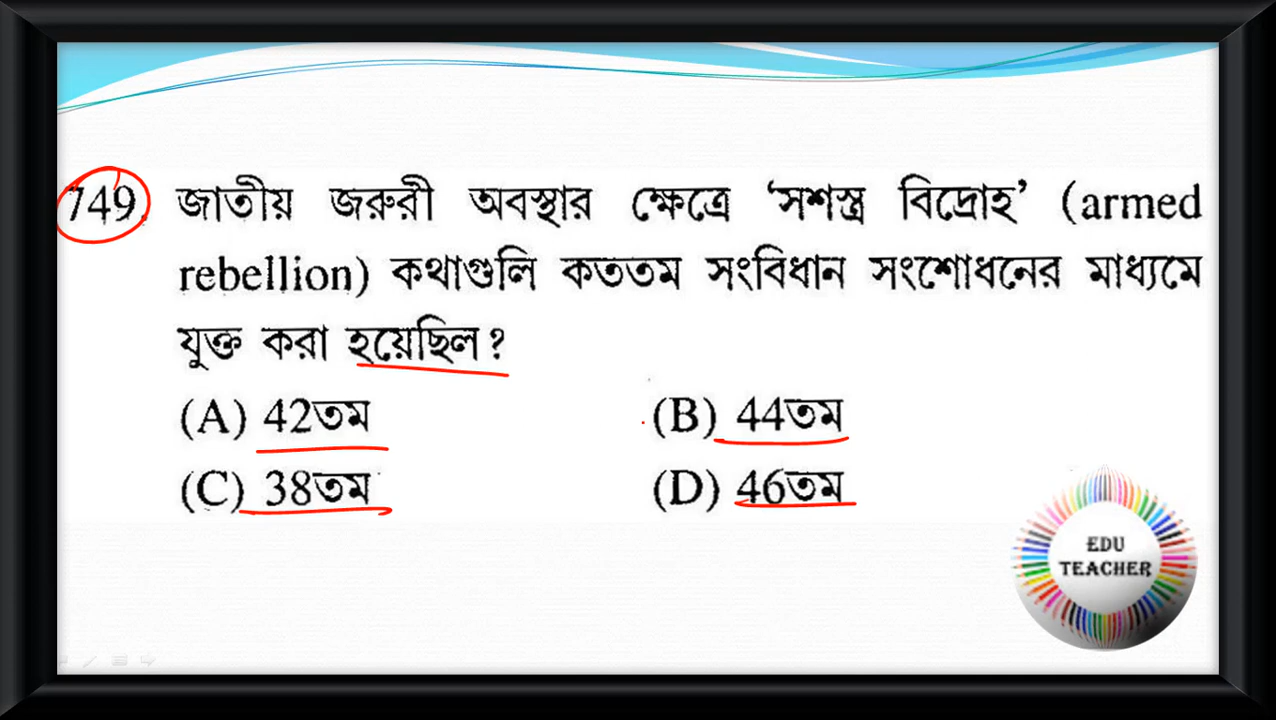 749. জাতীয় জরুরী অবস্থার ক্ষেত্রে ‘সশস্ত্র বিদ্রোহ’ (armed
rebellion) কথাগুলি কততম সংবিধান সংশোধনের মাধ্যমে
যুক্ত করা হয়েছিল?
(A) 42তম (B) 44তম
(C) 38তম (D) 46তম
EDU
TEACHER